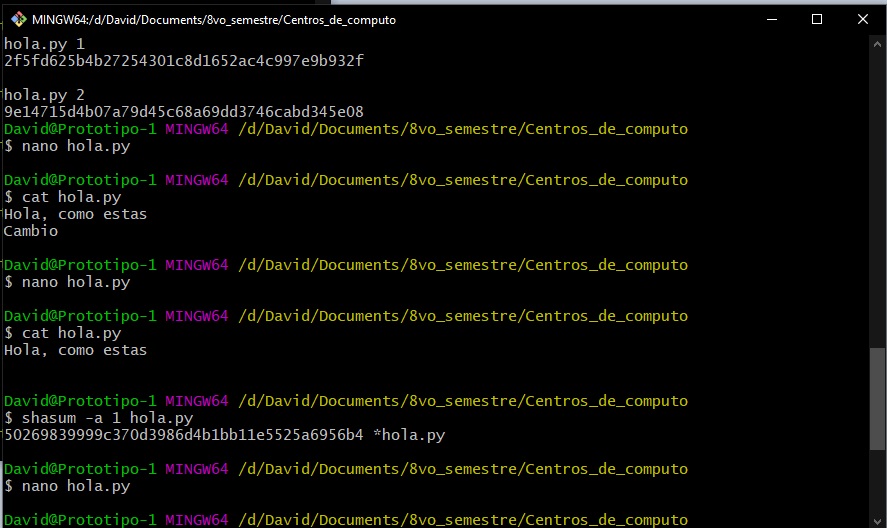 MINGW64:/d/David/Documents/8vo_semestre/Centros_de_computo
hola.py 1
2f5fd625b4b27254301c8d1652ac4c997e9b932f
hola.py 2
9e14715d4b07a79d45c68a69dd3746cabd345e08
David@Prototipo-1 MINGW64 /d/David/Documents/8vo_semestre/Centros_de_computo
$ nano hola.py
David@Prototipo-1 MINGW64 /d/David/Documents/8vo_semestre/Centros_de_computo
$ cat hola.py
Hola, como estas
Cambio
David@Prototipo-1 MINGW64 /d/David/Documents/8vo_semestre/Centros_de_computo
$ nano hola.py
David@Prototipo-1 MINGW64 /d/David/Documents/8vo_semestre/Centros_de_computo
$ cat hola.py
Hola, como estas
David@Prototipo-1 MINGW64 /d/David/Documents/8vo_semestre/Centros_de_computo
$ shasum -a 1 hola.py
50269839999c370d3986d4b1bb11e5525a6956b4 *hola.py
David@Prototipo-1 MINGW64 /d/David/Documents/8vo_semestre/Centros_de_computo
$ nano hola.py
David@Prototipo-1 MINGW64 /d/David/Documents/8vo_semestre/Centros_de_computo